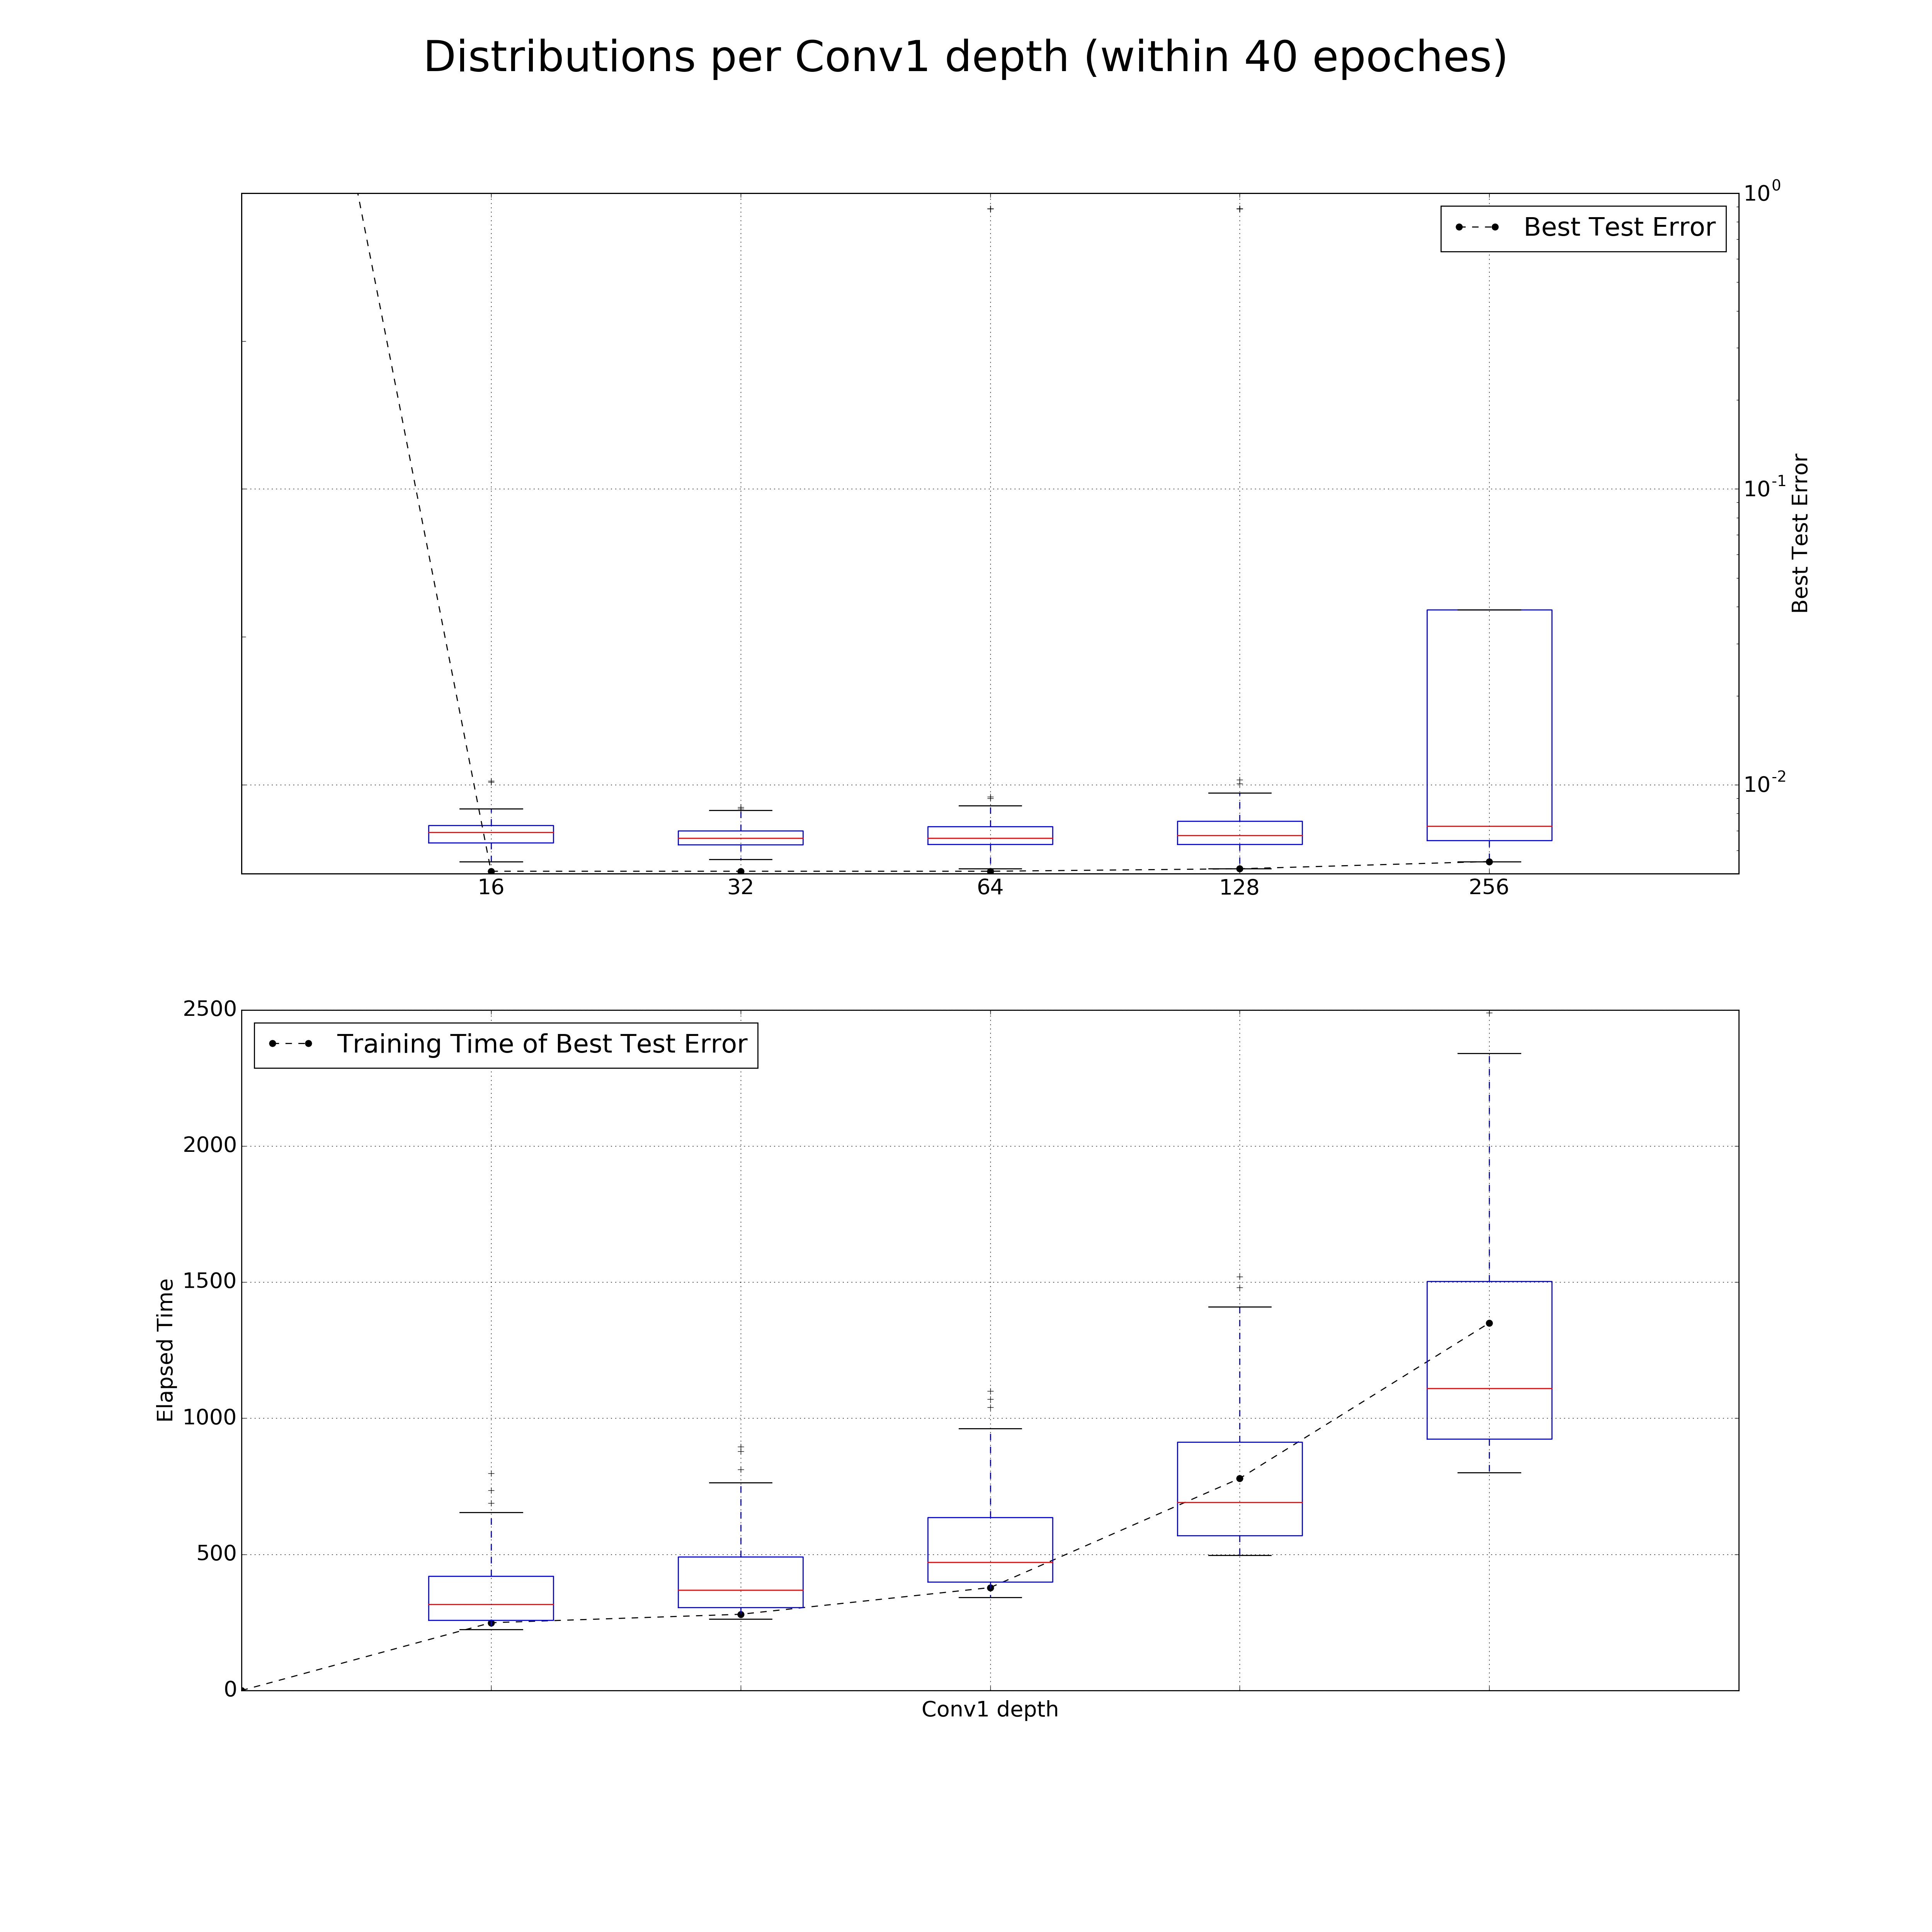 Distributions per Conv1 depth (within 40 epoches)
10^0
Best Test Error
10^-1
Best Test Error
10^-2
16 32 64 128 256
2500
Training Time of Best Test Error
2000
1500
Elapsed Time
1000
500
0
Conv1 depth